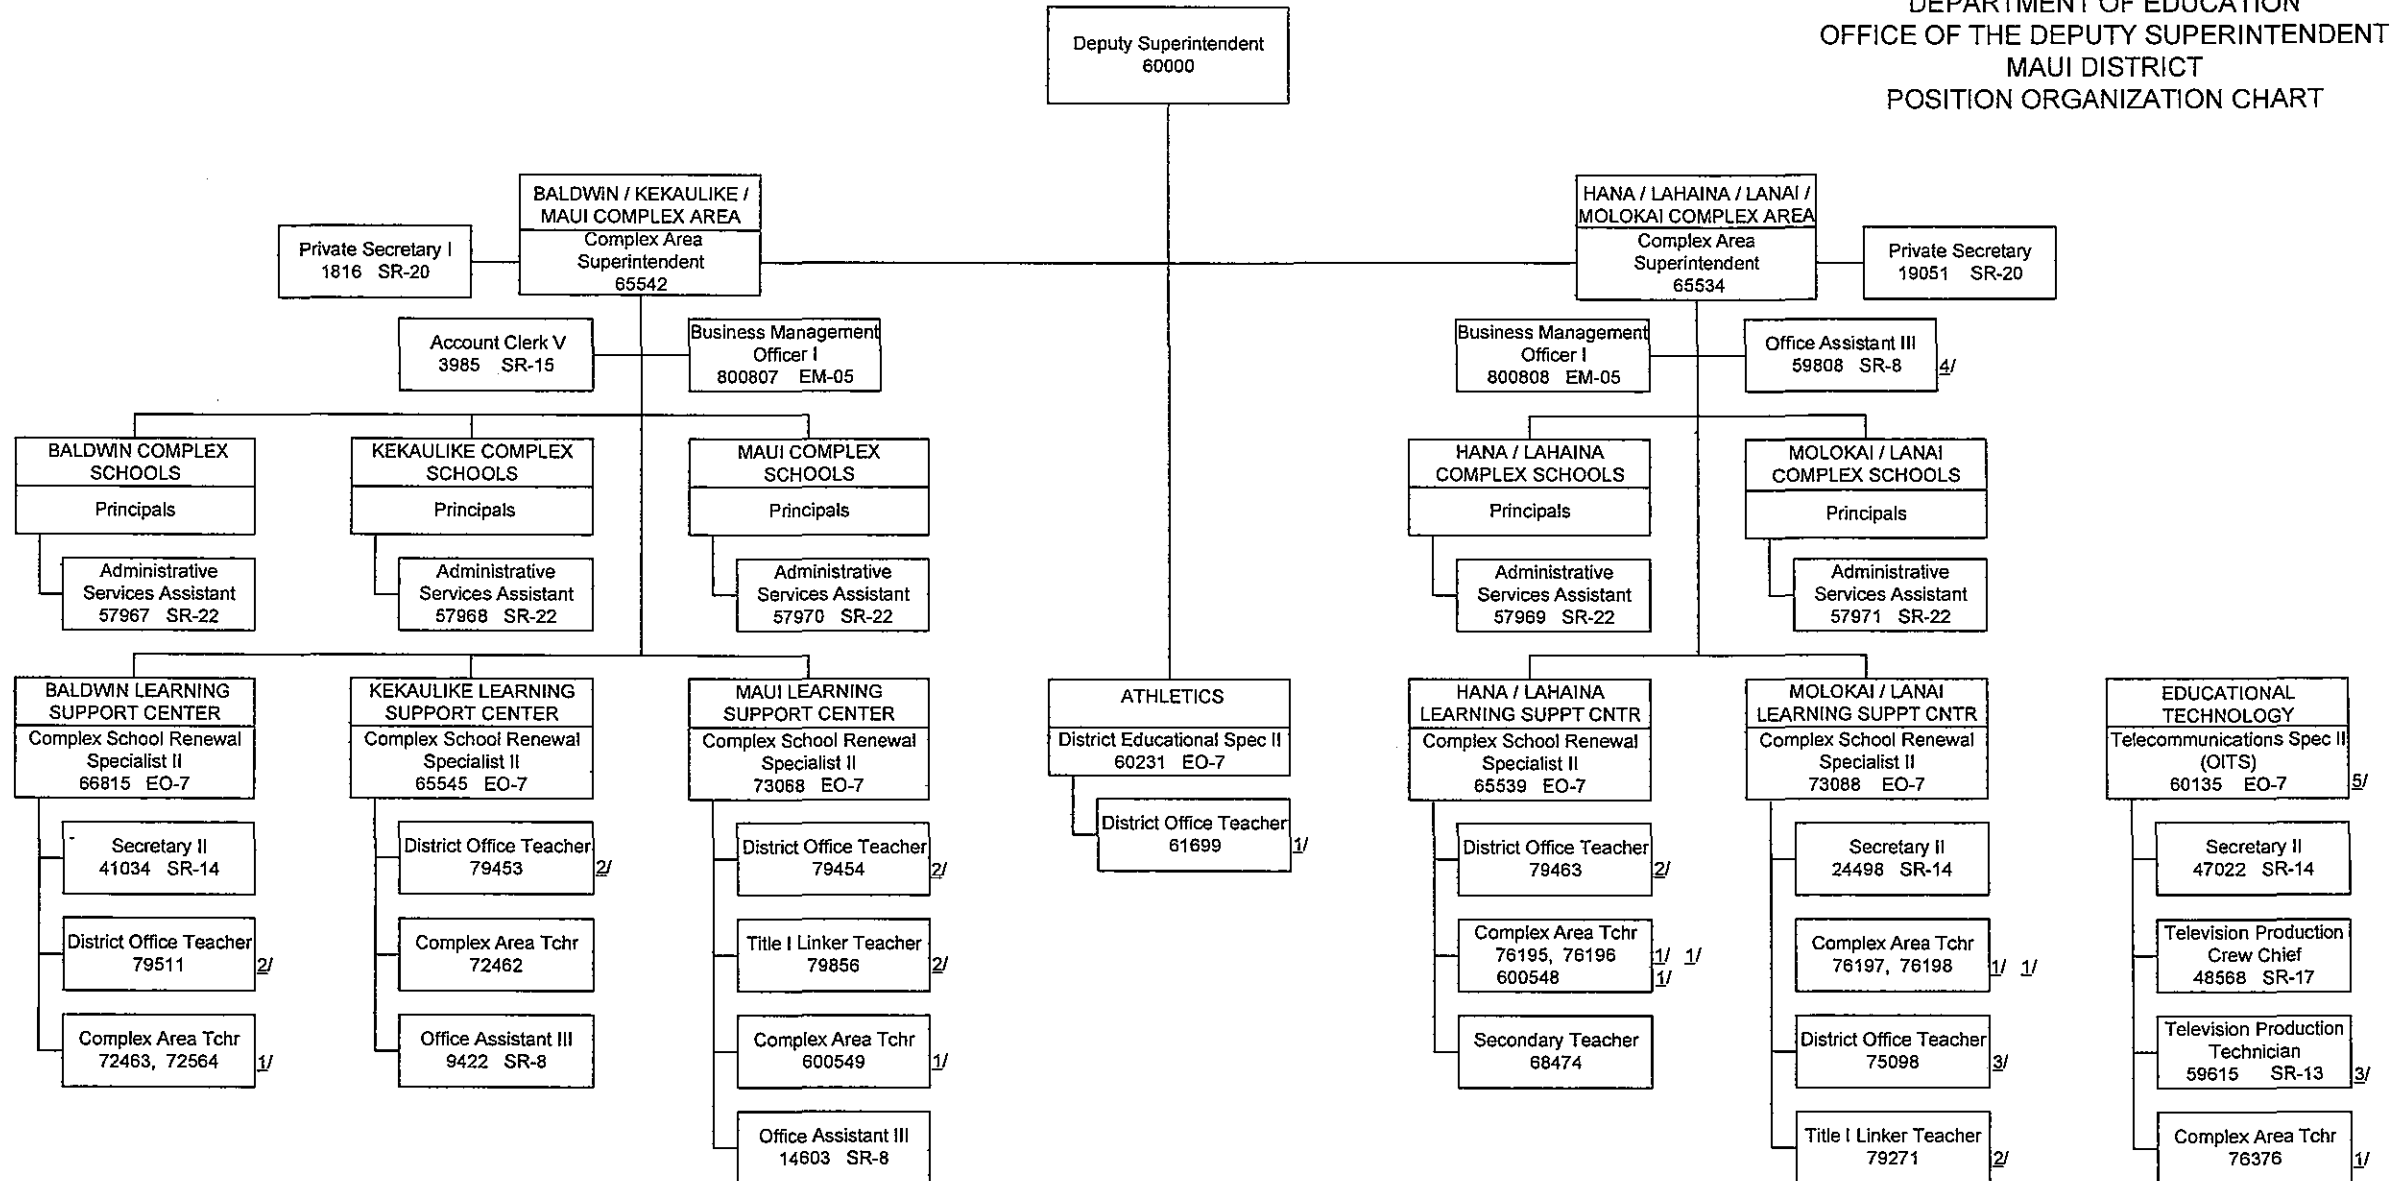 DEPARTMENT OF EDUCATION
OFFICE OF THE DEPUTY SUPERINTENDENT
MAUI DISTRICT
POSITION ORGANIZATION CHART
Deputy Superintendent
60000
BALDWIN / KEKAULIKE /
MAUI COMPLEX AREA
Complex Area
Superintendent
65542
Private Secretary I
1816 SR-20
HANA / LAHAINA / LANAI /
MOLOKAI COMPLEX AREA
Complex Area
Superintendent
65534
Private Secretary
19051 SR-20
Account Clerk V
3985 SR-15
Business Management
Officer I
800807 EM-05
Business Management
Officer I
800808 EM-05
Office Assistant III
59808 SR-8
4/
BALDWIN COMPLEX
SCHOOLS
Principals
Administrative
Services Assistant
57967 SR-22
KEKAULIKE COMPLEX
SCHOOLS
Principals
Administrative
Services Assistant
57968 SR-22
MAUI COMPLEX
SCHOOLS
Principals
Administrative
Services Assistant
57970 SR-22
HANA / LAHAINA
COMPLEX SCHOOLS
Principals
Administrative
Services Assistant
57969 SR-22
MOLOKAI / LANAI
COMPLEX SCHOOLS
Principals
Administrative
Services Assistant
57971 SR-22
BALDWIN LEARNING
SUPPORT CENTER
Complex School Renewal
Specialist II
66815 EO-7
Secretary II
41034 SR-14
District Office Teacher
79511
2/
Complex Area Tchr
72463, 72564
1/
KEKAULIKE LEARNING
SUPPORT CENTER
Complex School Renewal
Specialist II
65545 EO-7
District Office Teacher
79453
2/
Complex Area Tchr
72462
Office Assistant III
9422 SR-8
MAUI LEARNING
SUPPORT CENTER
Complex School Renewal
Specialist II
73068 EO-7
District Office Teacher
79454
2/
Title I Linker Teacher
79856
2/
Complex Area Tchr
600549
1/
Office Assistant III
14603 SR-8
ATHLETICS
District Educational Spec II
60231 EO-7
District Office Teacher
61699
1/
HANA / LAHAINA
LEARNING SUPPT CNTR
Complex School Renewal
Specialist II
65539 EO-7
District Office Teacher
79463
2/
Complex Area Tchr
76195, 76196
1/ 1/
600548
1/
Secondary Teacher
68474
MOLOKAI / LANAI
LEARNING SUPPT CNTR
Complex School Renewal
Specialist II
73088 EO-7
Secretary II
24498 SR-14
Complex Area Tchr
76197, 76198
1/ 1/
District Office Teacher
75098
3/
Title I Linker Teacher
79271
2/
EDUCATIONAL
TECHNOLOGY
Telecommunications Spec II
(OITS)
60135 EO-7
5/
Secretary II
47022 SR-14
Television Production
Crew Chief
48568 SR-17
Television Production
Technician
59615 SR-13
3/
Complex Area Tchr
76376
1/